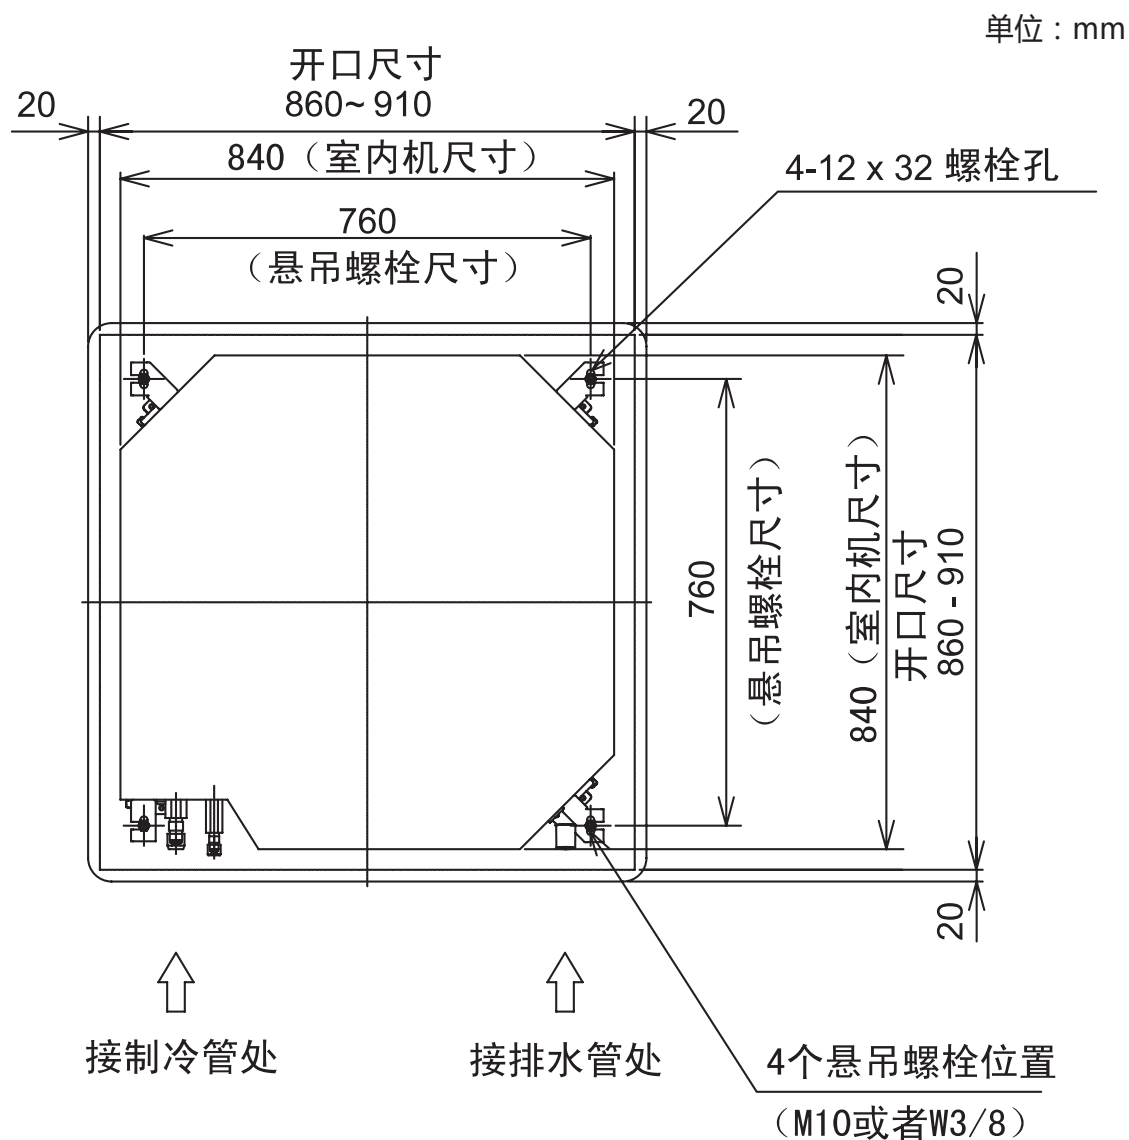 单位：mm
开口尺寸
20
860~910
20
840（室内机尺寸）
4-12 x 32 螺栓孔
760
（悬吊螺栓尺寸）
20
760
（悬吊螺栓尺寸）
840（室内机尺寸）
开口尺寸
860 - 910
20
接制冷管处
接排水管处
4个悬吊螺栓位置
（M10或者W3/8）